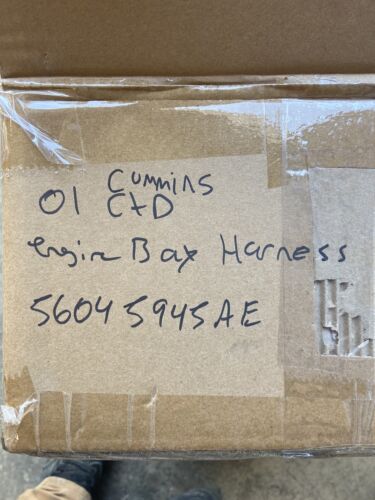 Cummins
01 CTD
engine Bay Harness
56045945AE